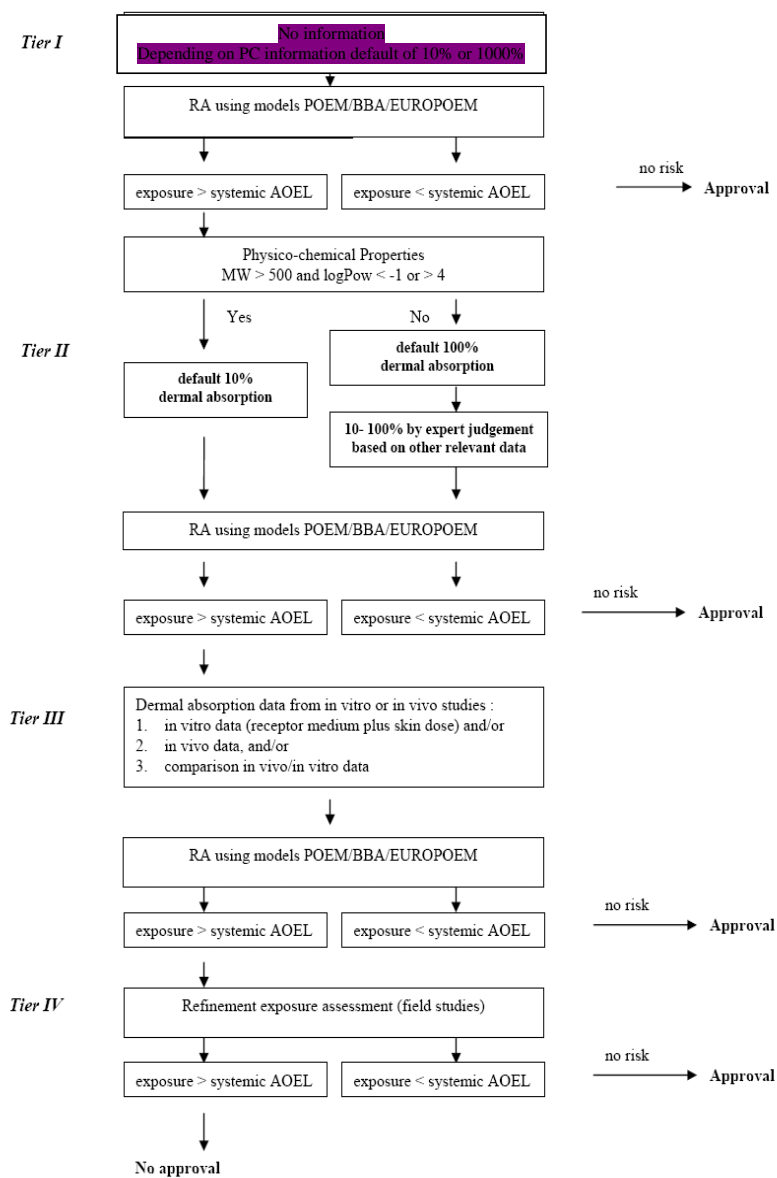 Tier I
No information
Depending on PC information default of 10% or 1000%
RA using models POEM/BBA/EUROPOEM
exposure > systemic AOEL
exposure < systemic AOEL
no risk
Approval
Physico-chemical Properties
MW > 500 and logPow < -1 or > 4
Yes
No
Tier II
default 10%
dermal absorption
default 100%
dermal absorption
10- 100% by expert judgement
based on other relevant data
RA using models POEM/BBA/EUROPOEM
exposure > systemic AOEL
exposure < systemic AOEL
no risk
Approval
Tier III
Dermal absorption data from in vitro or in vivo studies :
1. in vitro data (receptor medium plus skin dose) and/or
2. in vivo data, and/or
3. comparison in vivo/in vitro data
RA using models POEM/BBA/EUROPOEM
exposure > systemic AOEL
exposure < systemic AOEL
no risk
Approval
Tier IV
Refinement exposure assessment (field studies)
exposure > systemic AOEL
exposure < systemic AOEL
no risk
Approval
No approval